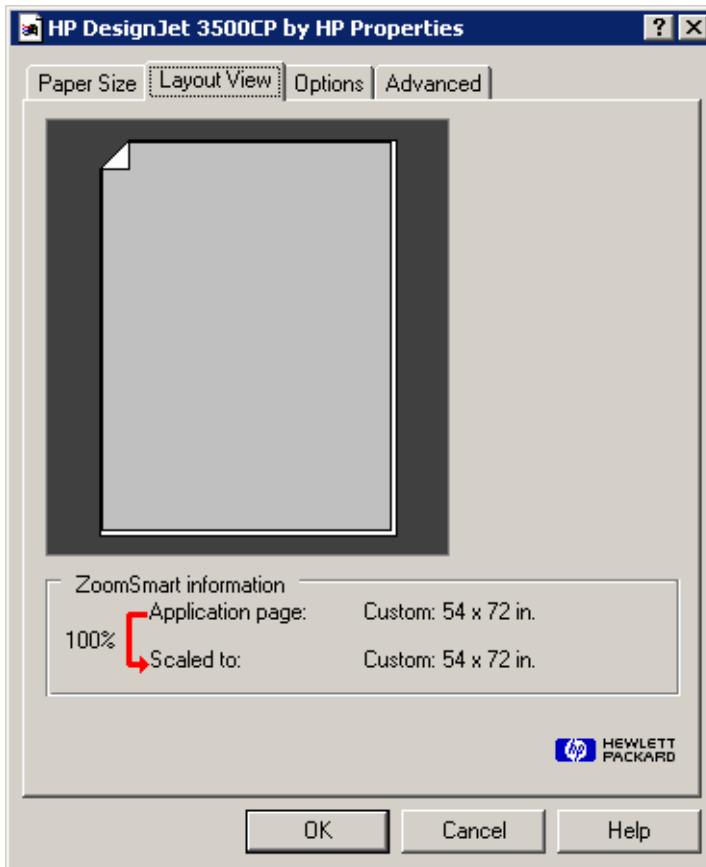 HP DesignJet 3500CP by HP Properties
Paper Size Layout View Options Advanced
ZoomSmart information
Application page: Custom: 54 x 72 in.
100%
Scaled to: Custom: 54 x 72 in.
hp HEWLETT
PACKARD
OK Cancel Help